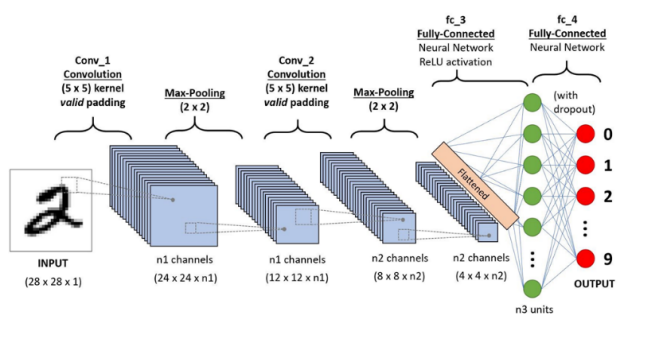 Conv_1
Convolution
(5 x 5) kernel
valid padding
Max-Pooling
(2 x 2)
Conv_2
Convolution
(5 x 5) kernel
valid padding
Max-Pooling
(2 x 2)
fc_3
Fully-Connected
Neural Network
ReLU activation
fc_4
Fully-Connected
Neural Network
(with
dropout)
2
INPUT
(28 x 28 x 1)
n1 channels
(24 x 24 x n1)
n1 channels
(12 x 12 x n1)
n2 channels
(8 x 8 x n2)
n2 channels
(4 x 4 x n2)
Flattened
n3 units
0
1
2
9
OUTPUT